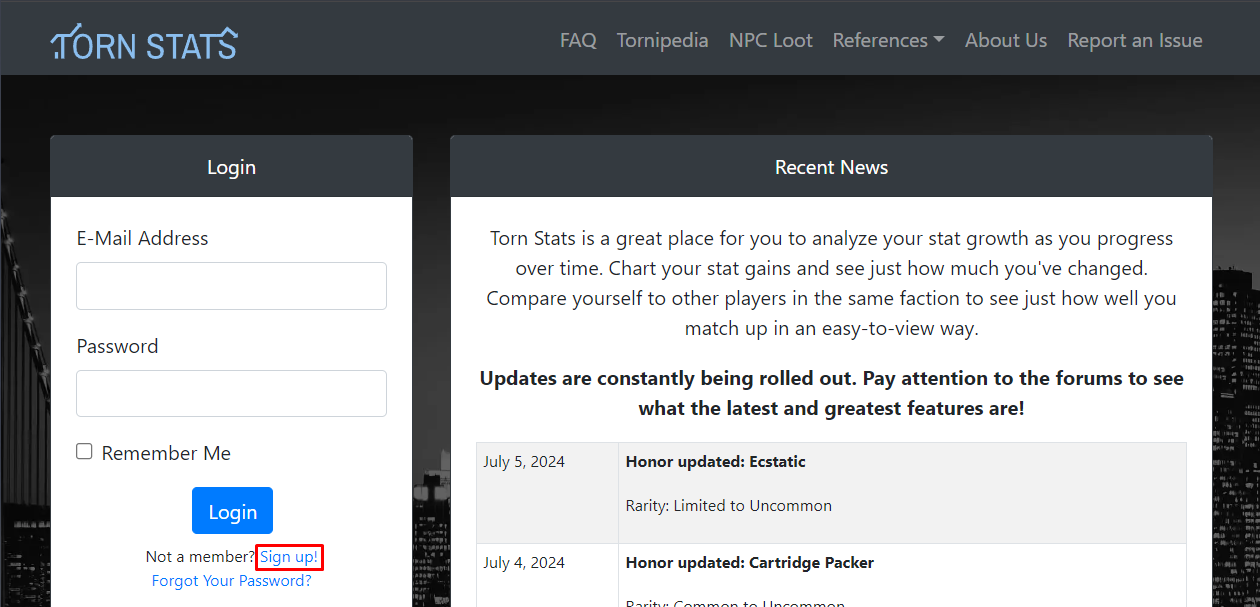 TORN STATS
FAQ Tornipedia NPC Loot References About Us Report an Issue
Login
E-Mail Address
Password
Remember Me
Login
Not a member? Sign up!
Forgot Your Password?
Recent News
Torn Stats is a great place for you to analyze your stat growth as you progress
over time. Chart your stat gains and see just how much you've changed.
Compare yourself to other players in the same faction to see just how well you
match up in an easy-to-view way.
Updates are constantly being rolled out. Pay attention to the forums to see
what the latest and greatest features are!
July 5, 2024 Honor updated: Ecstatic
Rarity: Limited to Uncommon
July 4, 2024 Honor updated: Cartridge Packer
Rarity: Common to Uncommon